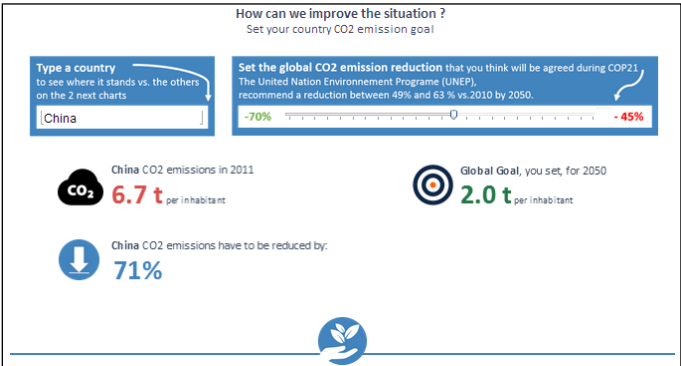 How can we improve the situation ?
Set your country CO2 emission goal
Type a country
to see where it stands vs. the others
on the 2 next charts
China
Set the global CO2 emission reduction that you think will be agreed during COP21
The United Nation Environnement Programe (UNEP),
recommend a reduction between 49% and 63 % vs.2010 by 2050.
-70%
- 45%
CO2
China CO2 emissions in 2011
6.7 t per inhabitant
Global Goal, you set, for 2050
2.0 t per inhabitant
China CO2 emissions have to be reduced by:
71%